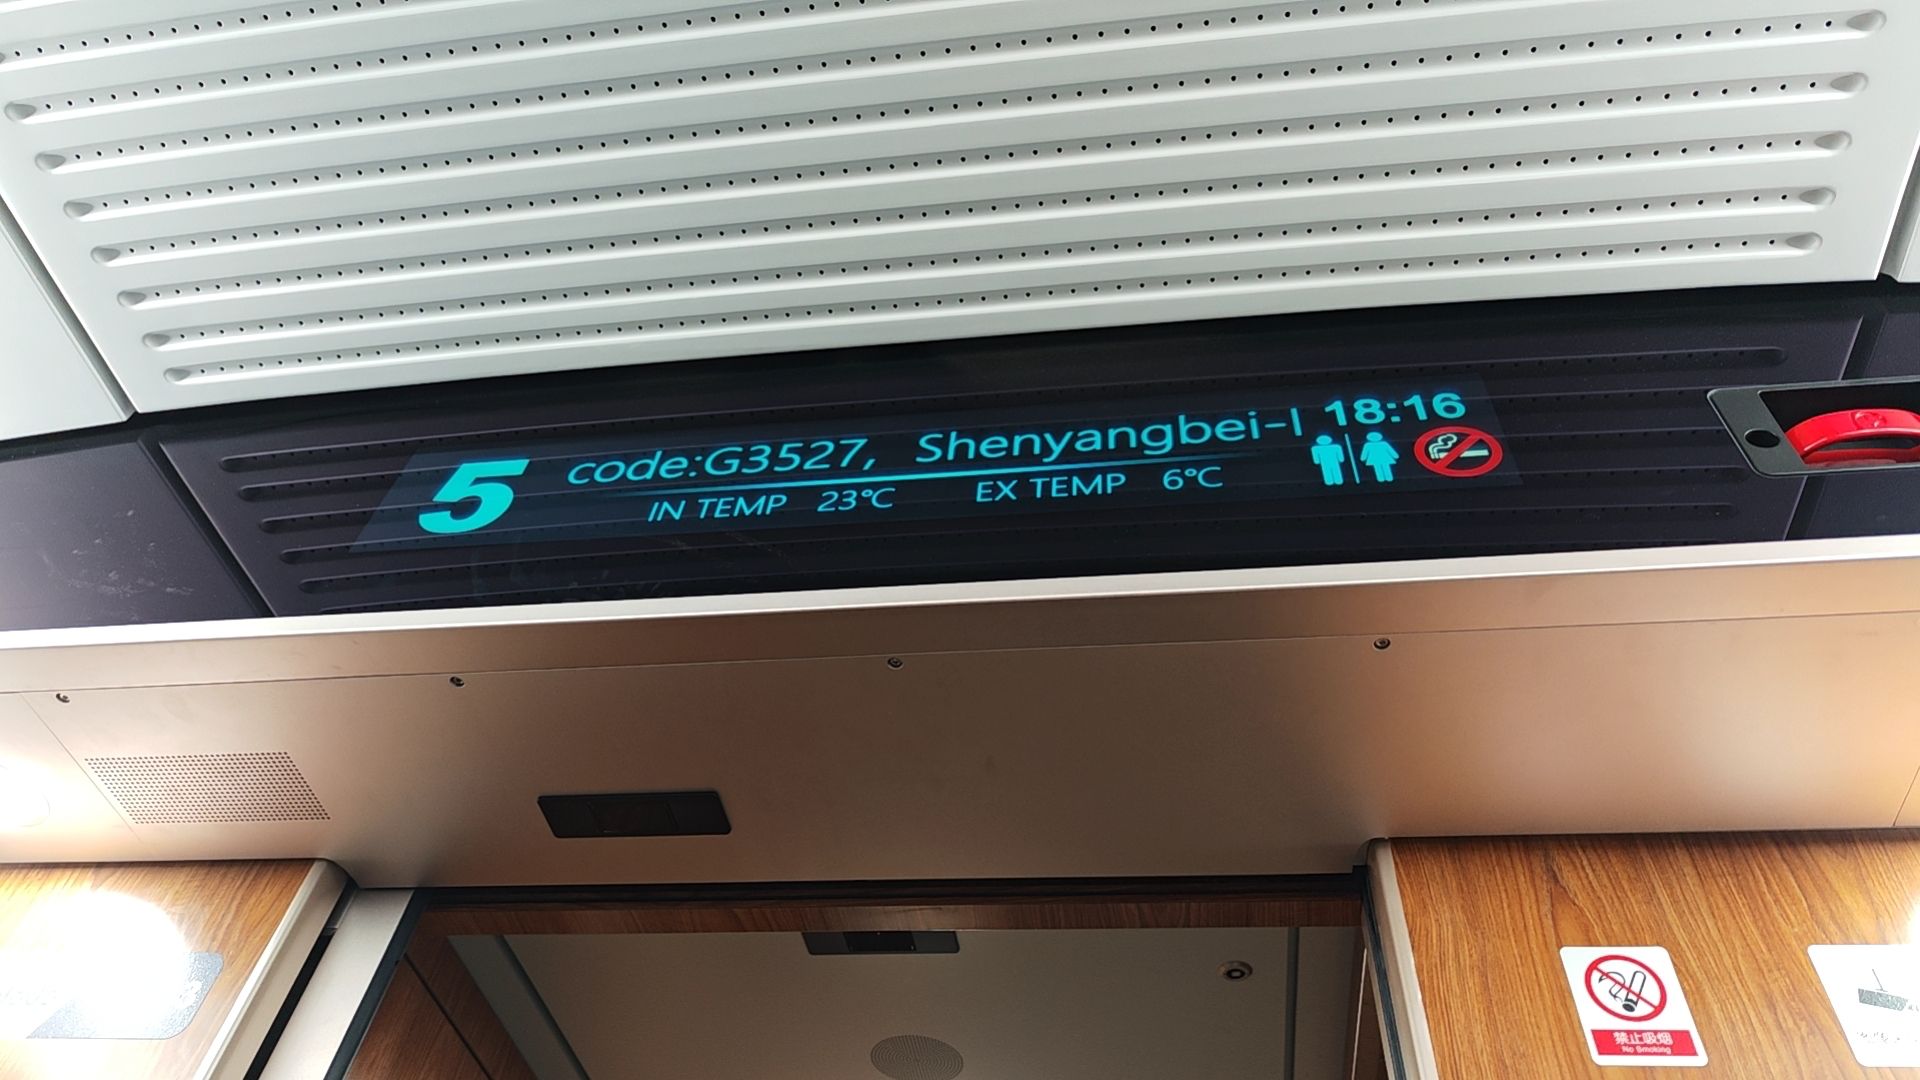 5
code:G3527, Shenyangbei-
18:16
IN TEMP 23℃ EX TEMP 6℃
禁止吸烟
No Smoking